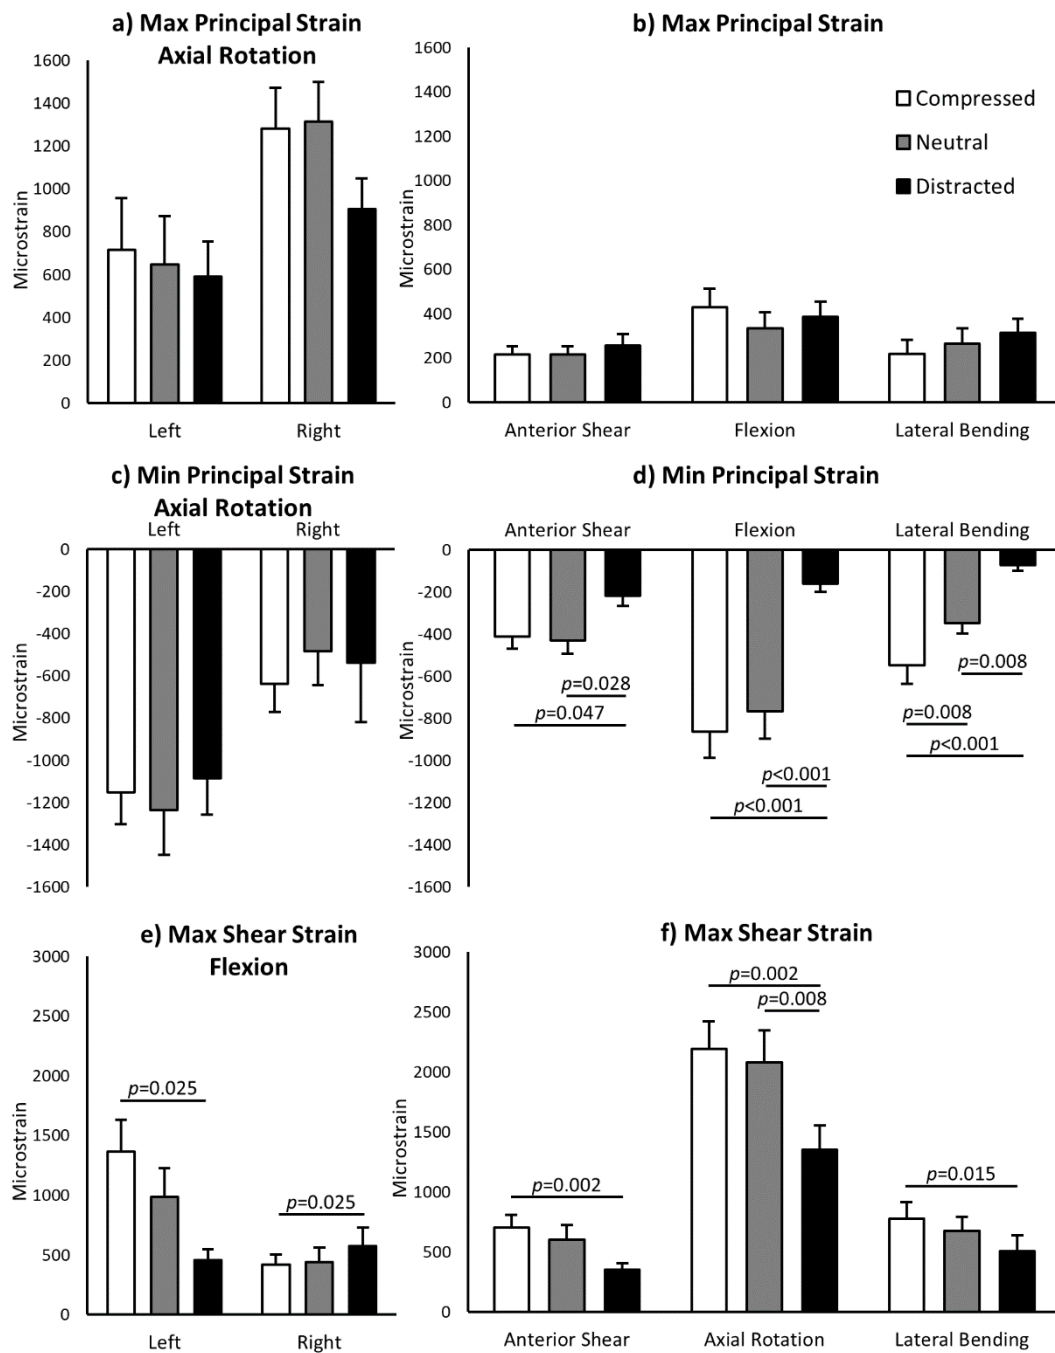 a) Max Principal Strain
Axial Rotation
1600
1400
1200
1000
800
600
400
200
0
Microstrain
Left
Right
b) Max Principal Strain
1600
1400
1200
1000
800
600
400
200
0
Microstrain
Compressed
Neutral
Distracted
Anterior Shear
Flexion
Lateral Bending
c) Min Principal Strain
Axial Rotation
Left
Right
0
-200
-400
-600
-800
-1000
-1200
-1400
-1600
Microstrain
d) Min Principal Strain
Anterior Shear
Flexion
Lateral Bending
0
-200
-400
-600
-800
-1000
-1200
-1400
-1600
Microstrain
p=0.028
p=0.047
p<0.001
p<0.001
p=0.008
p=0.008
p<0.001
e) Max Shear Strain
Flexion
3000
2500
2000
1500
1000
500
0
Microstrain
p=0.025
p=0.025
Left
Right
f) Max Shear Strain
3000
2500
2000
1500
1000
500
0
Microstrain
p=0.002
p=0.002
p=0.008
p=0.015
Anterior Shear
Axial Rotation
Lateral Bending